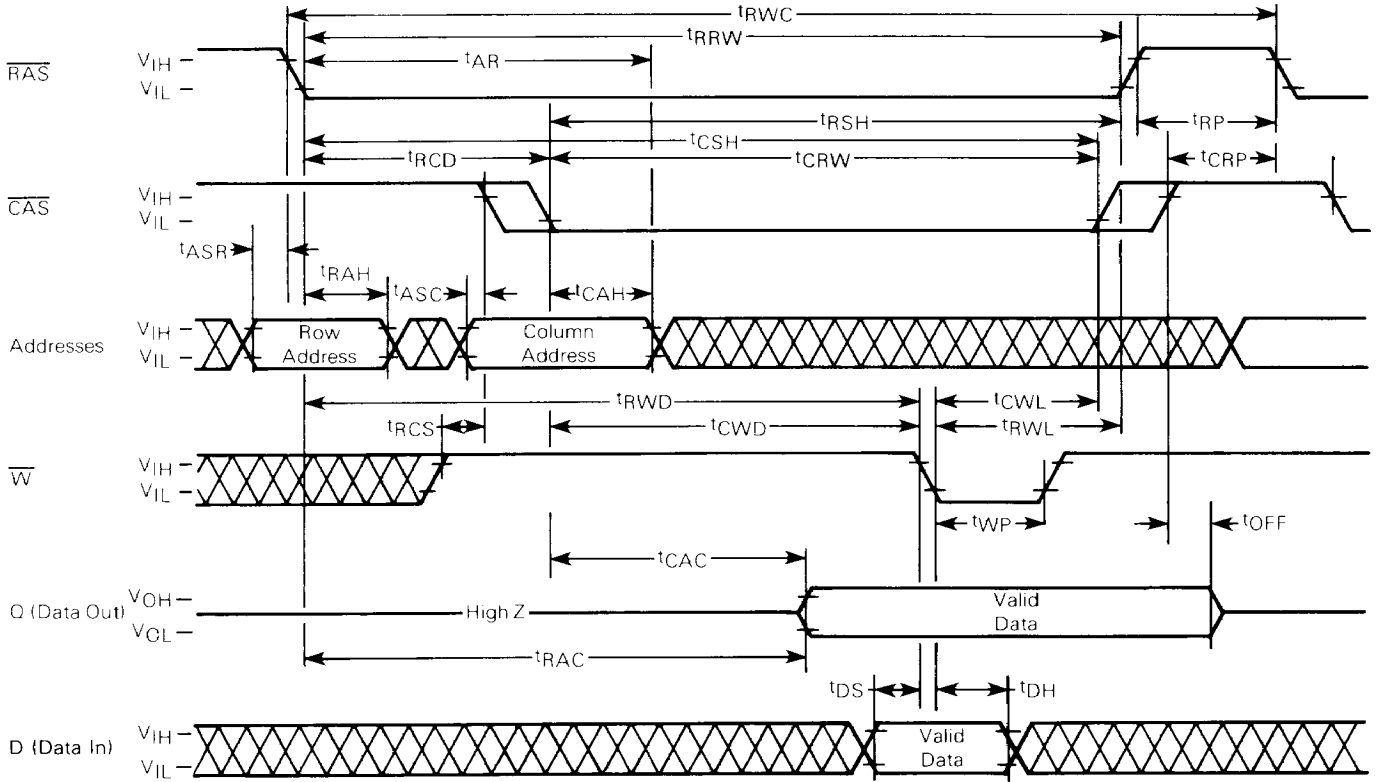 tRWC
tRRW
tAR
RAS
VIH
VIL
tRSH
tRP
tCSH
tRCD
tCRW
tCRP
CAS
VIH
VIL
tASR
tRAH
tASC
tCAH
Addresses
VIH
VIL
Row
Address
Column
Address
tRWD
tCWL
tRCS
tCWD
tRWL
W
VIH
VIL
tWP
tOFF
tCAC
Q (Data Out)
VOH
VOL
High Z
Valid
Data
tRAC
tDS
tDH
D (Data In)
VIH
VIL
Valid
Data